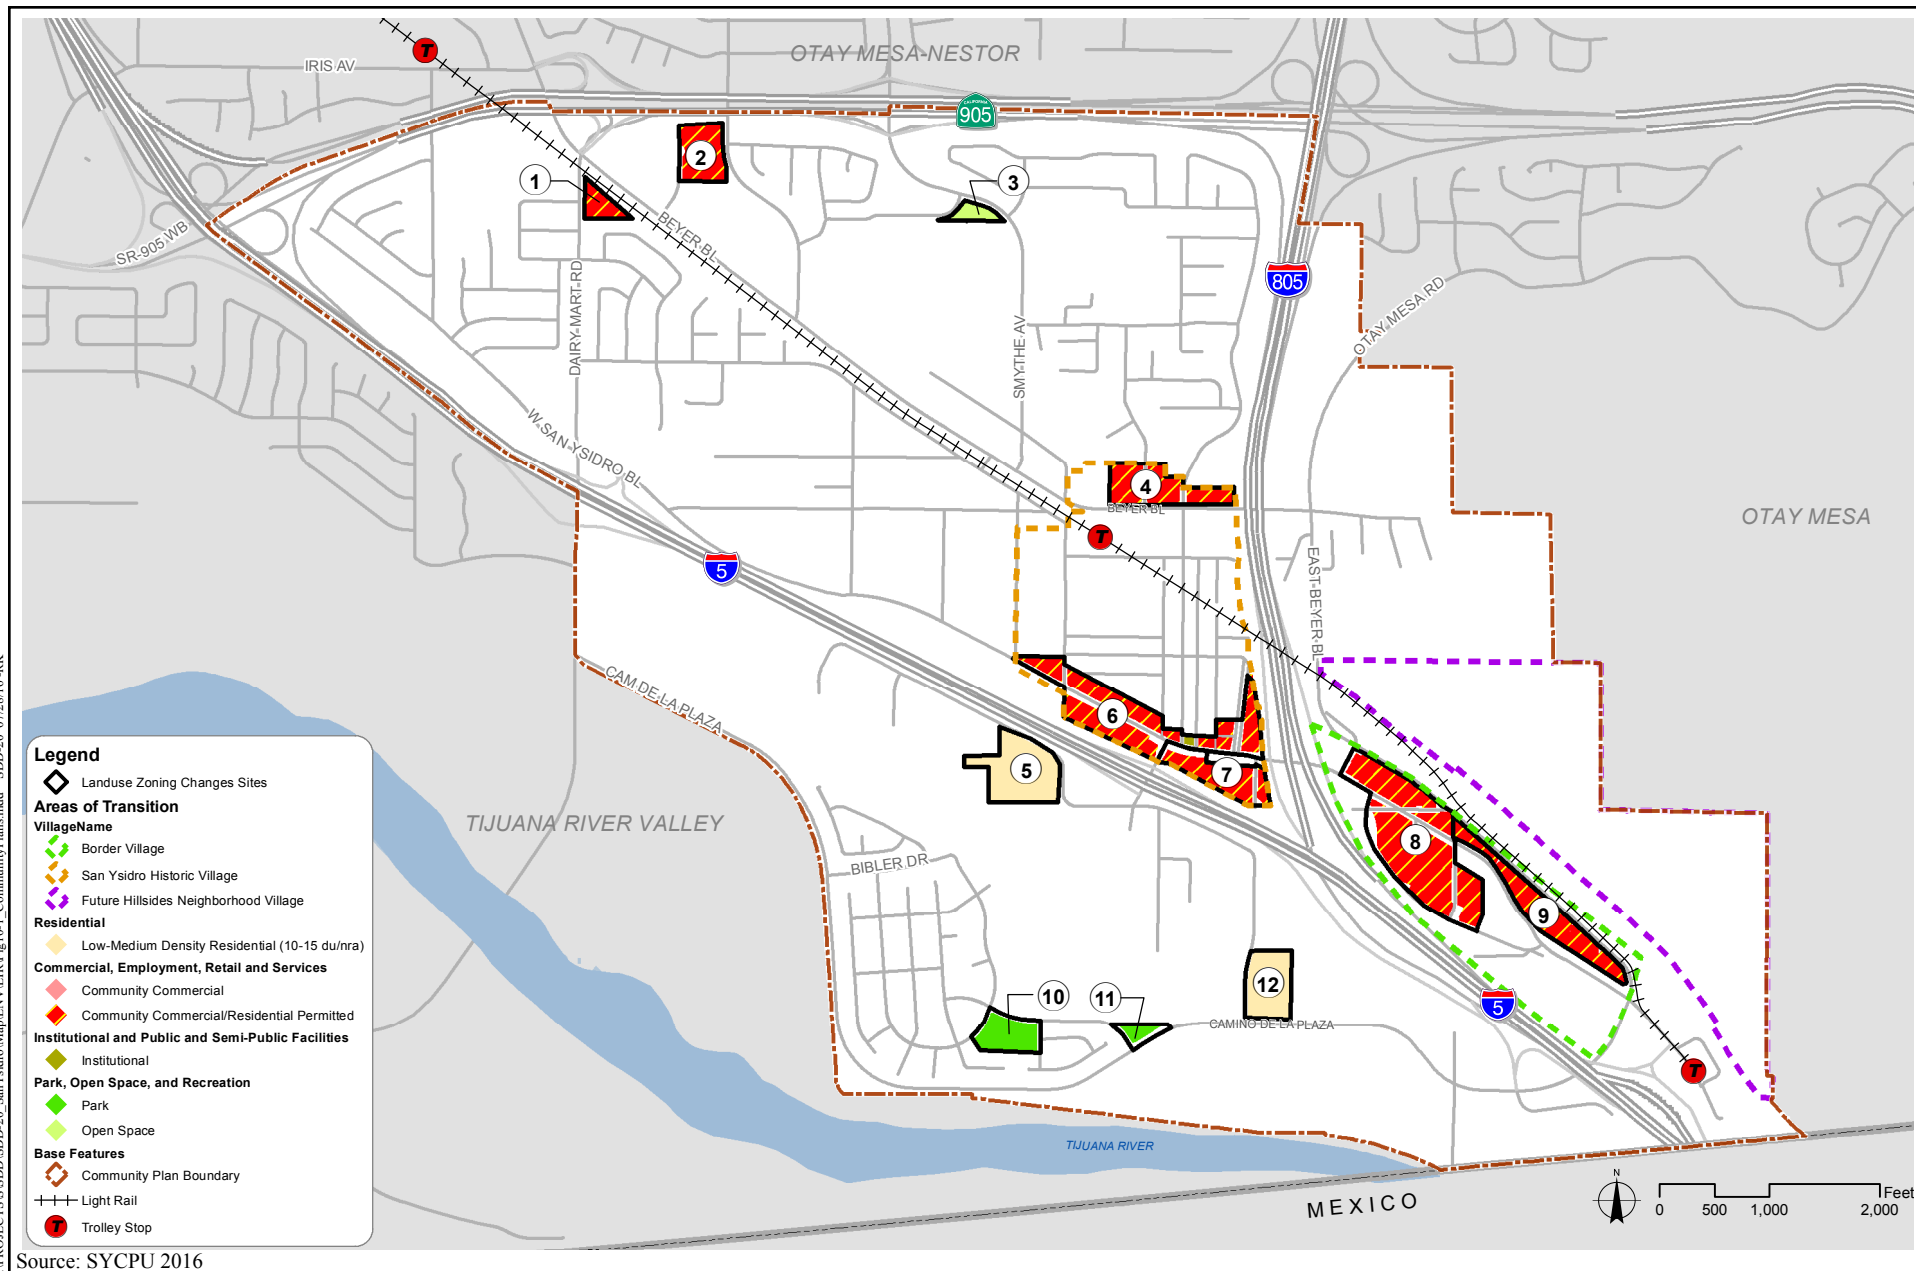 OTAY MESA-NESTOR
IRIS AV
T
CALIFORNIA
905
2
1
3
BEYER BL
SR-905 WB
DAIRY MART RD
805
OTAY MESA RD
SMYTHE AV
W SAN YSIDRO BL
4
BEYER BL
OTAY MESA
T
5
EAST BEYER BL
CAM DE LA PLAZA
6
7
5
8
9
TIJUANA RIVER VALLEY
BIBLER DR
10
11
12
5
CAMINO DE LA PLAZA
T
TIJUANA RIVER
MEXICO
N
Feet
0 500 1,000 2,000
Legend
Landuse Zoning Changes Sites
Areas of Transition
VillageName
Border Village
San Ysidro Historic Village
Future Hillsides Neighborhood Village
Residential
Low-Medium Density Residential (10-15 du/nra)
Commercial, Employment, Retail and Services
Community Commercial
Community Commercial/Residential Permitted
Institutional and Public and Semi-Public Facilities
Institutional
Park, Open Space, and Recreation
Park
Open Space
Base Features
Community Plan Boundary
Light Rail
T Trolley Stop
Source: SYCPU 2016